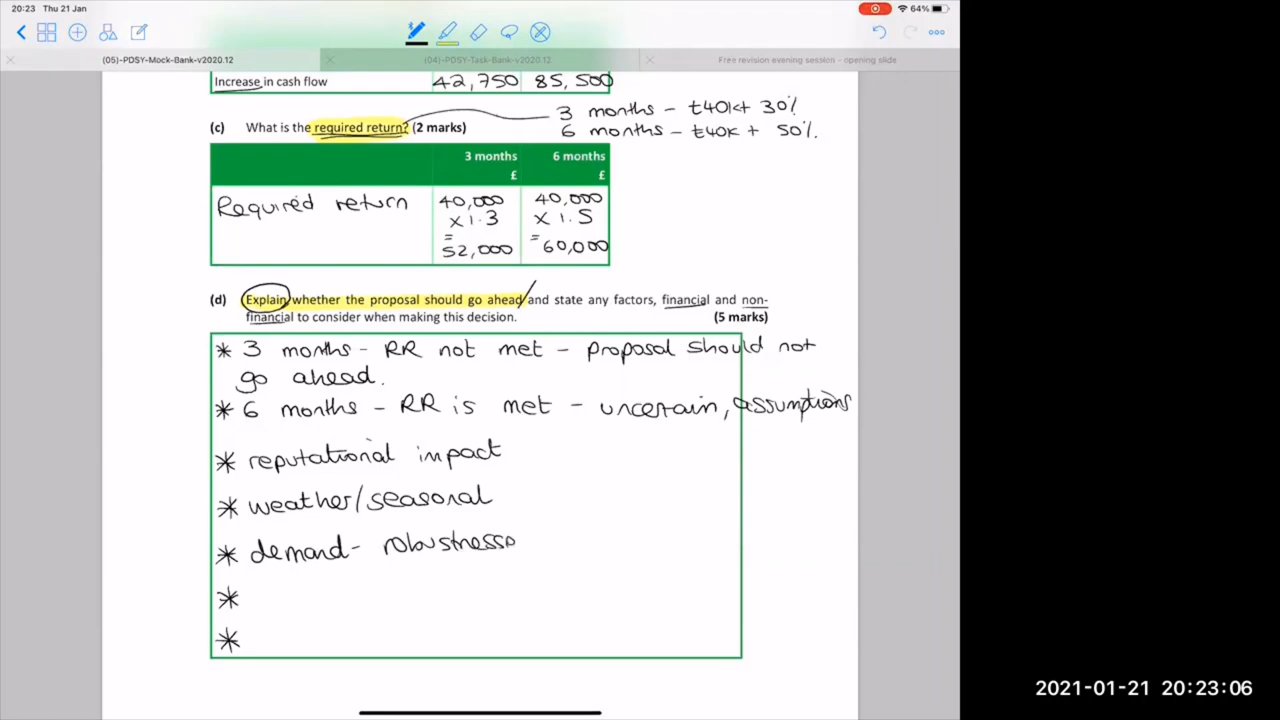 20:23 Thu 21 Jan
64%
(05)-PDSY-Mock-Bank-v2020.12
(04)-PDSY-Task-Bank-v2020.12
Free revision evening session - opening slide
Increase in cash flow 42,750 85,500
3 months - £40k + 30%
(c) What is the required return? (2 marks)
6 months - £40k + 50%.
3 months 6 months
£ £
Required return 40,000 40,000
x 1.3 x 1.5
= =
52,000 60,000
(d) Explain whether the proposal should go ahead and state any factors, financial and non-
financial to consider when making this decision. (5 marks)
* 3 months - RR not met - proposal should not
go ahead.
* 6 months - RR is met - uncertain, assumptions
* reputational impact
* weather/seasonal
* demand - robustness
*
*
2021-01-21 20:23:06